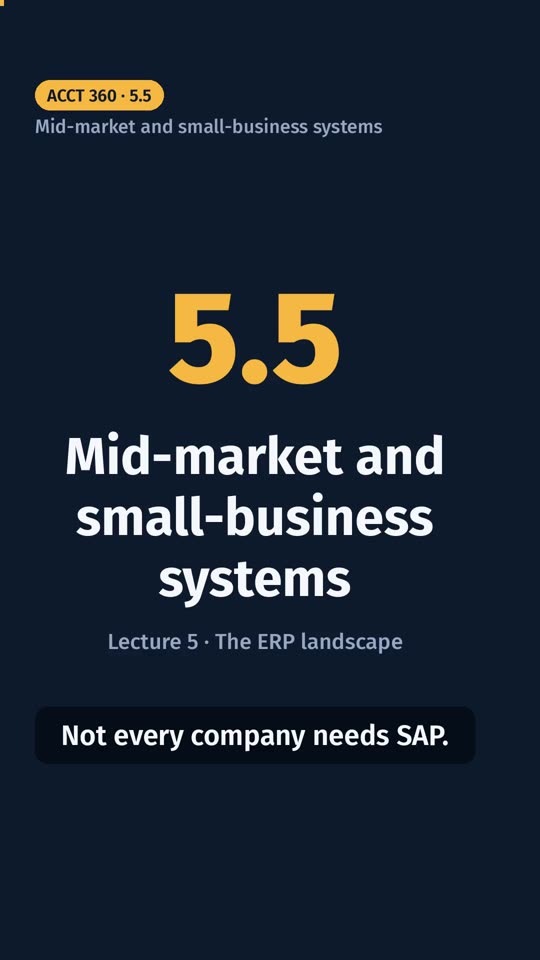 ACCT 360 · 5.5
Mid-market and small-business systems
5.5
Mid-market and
small-business
systems
Lecture 5 · The ERP landscape
Not every company needs SAP.